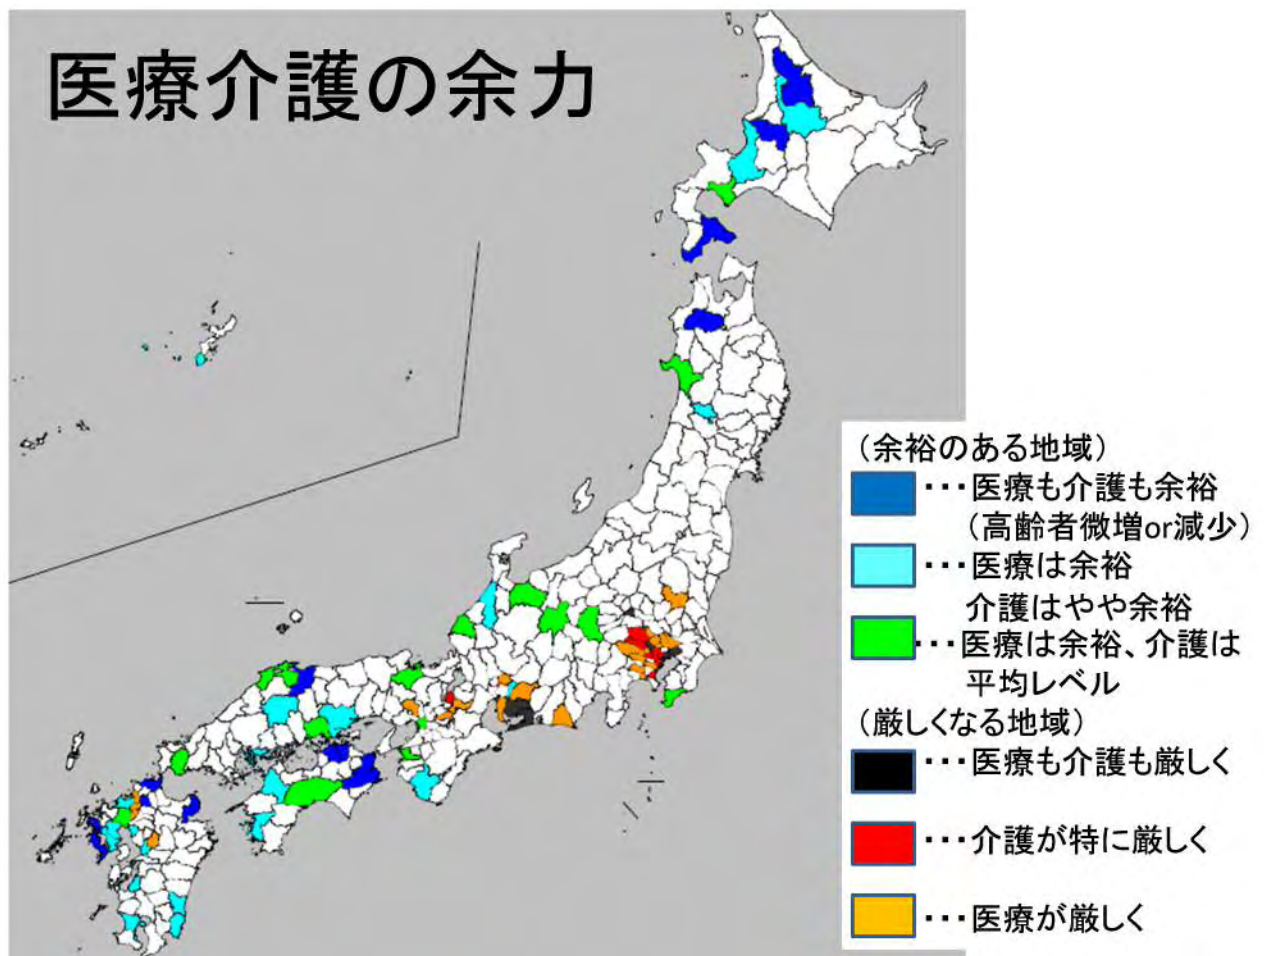 医療介護の余力
（余裕のある地域）
・・・医療も介護も余裕
（高齢者微増or減少）
・・・医療は余裕
介護はやや余裕
・・・医療は余裕、介護は
平均レベル
（厳しくなる地域）
・・・医療も介護も厳しく
・・・介護が特に厳しく
・・・医療が厳しく